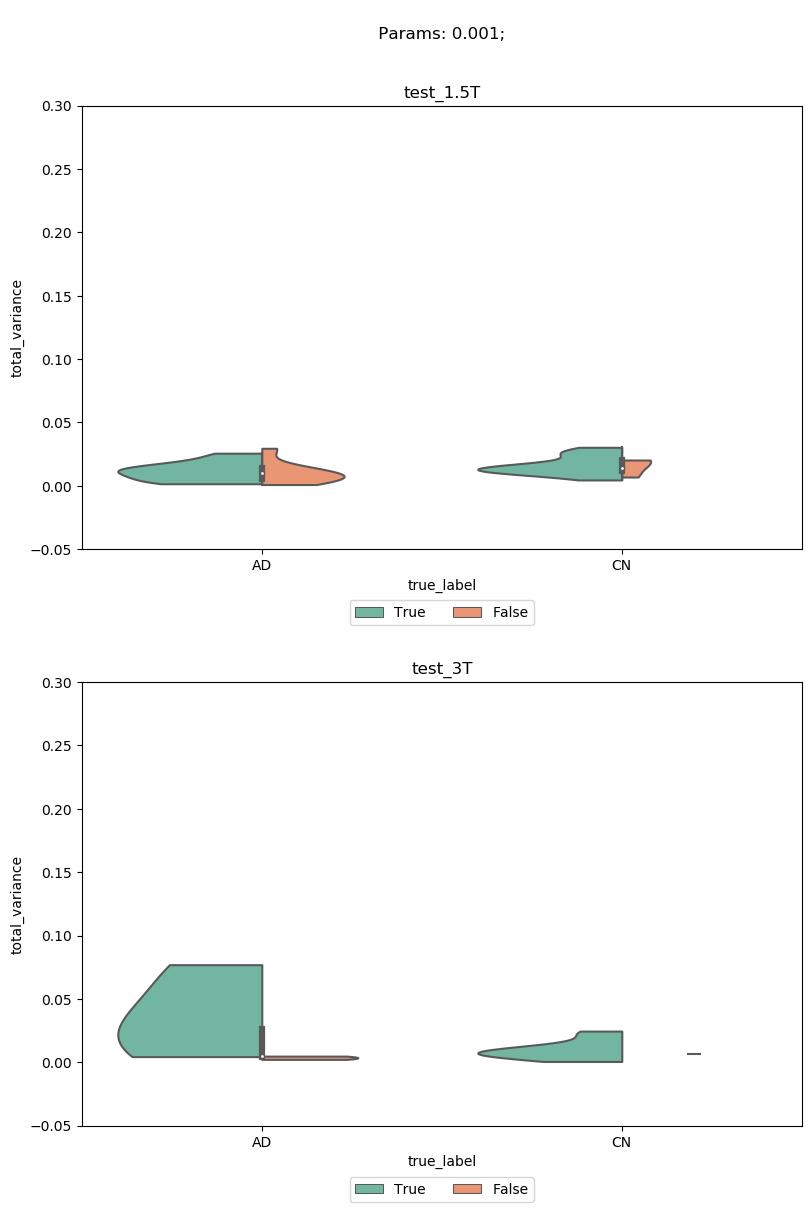 Params: 0.001;
test_1.5T
0.30
0.25
0.20
0.15
0.10
0.05
0.00
−0.05
total_variance
AD CN
true_label
True False
test_3T
0.30
0.25
0.20
0.15
0.10
0.05
0.00
−0.05
total_variance
AD CN
true_label
True False